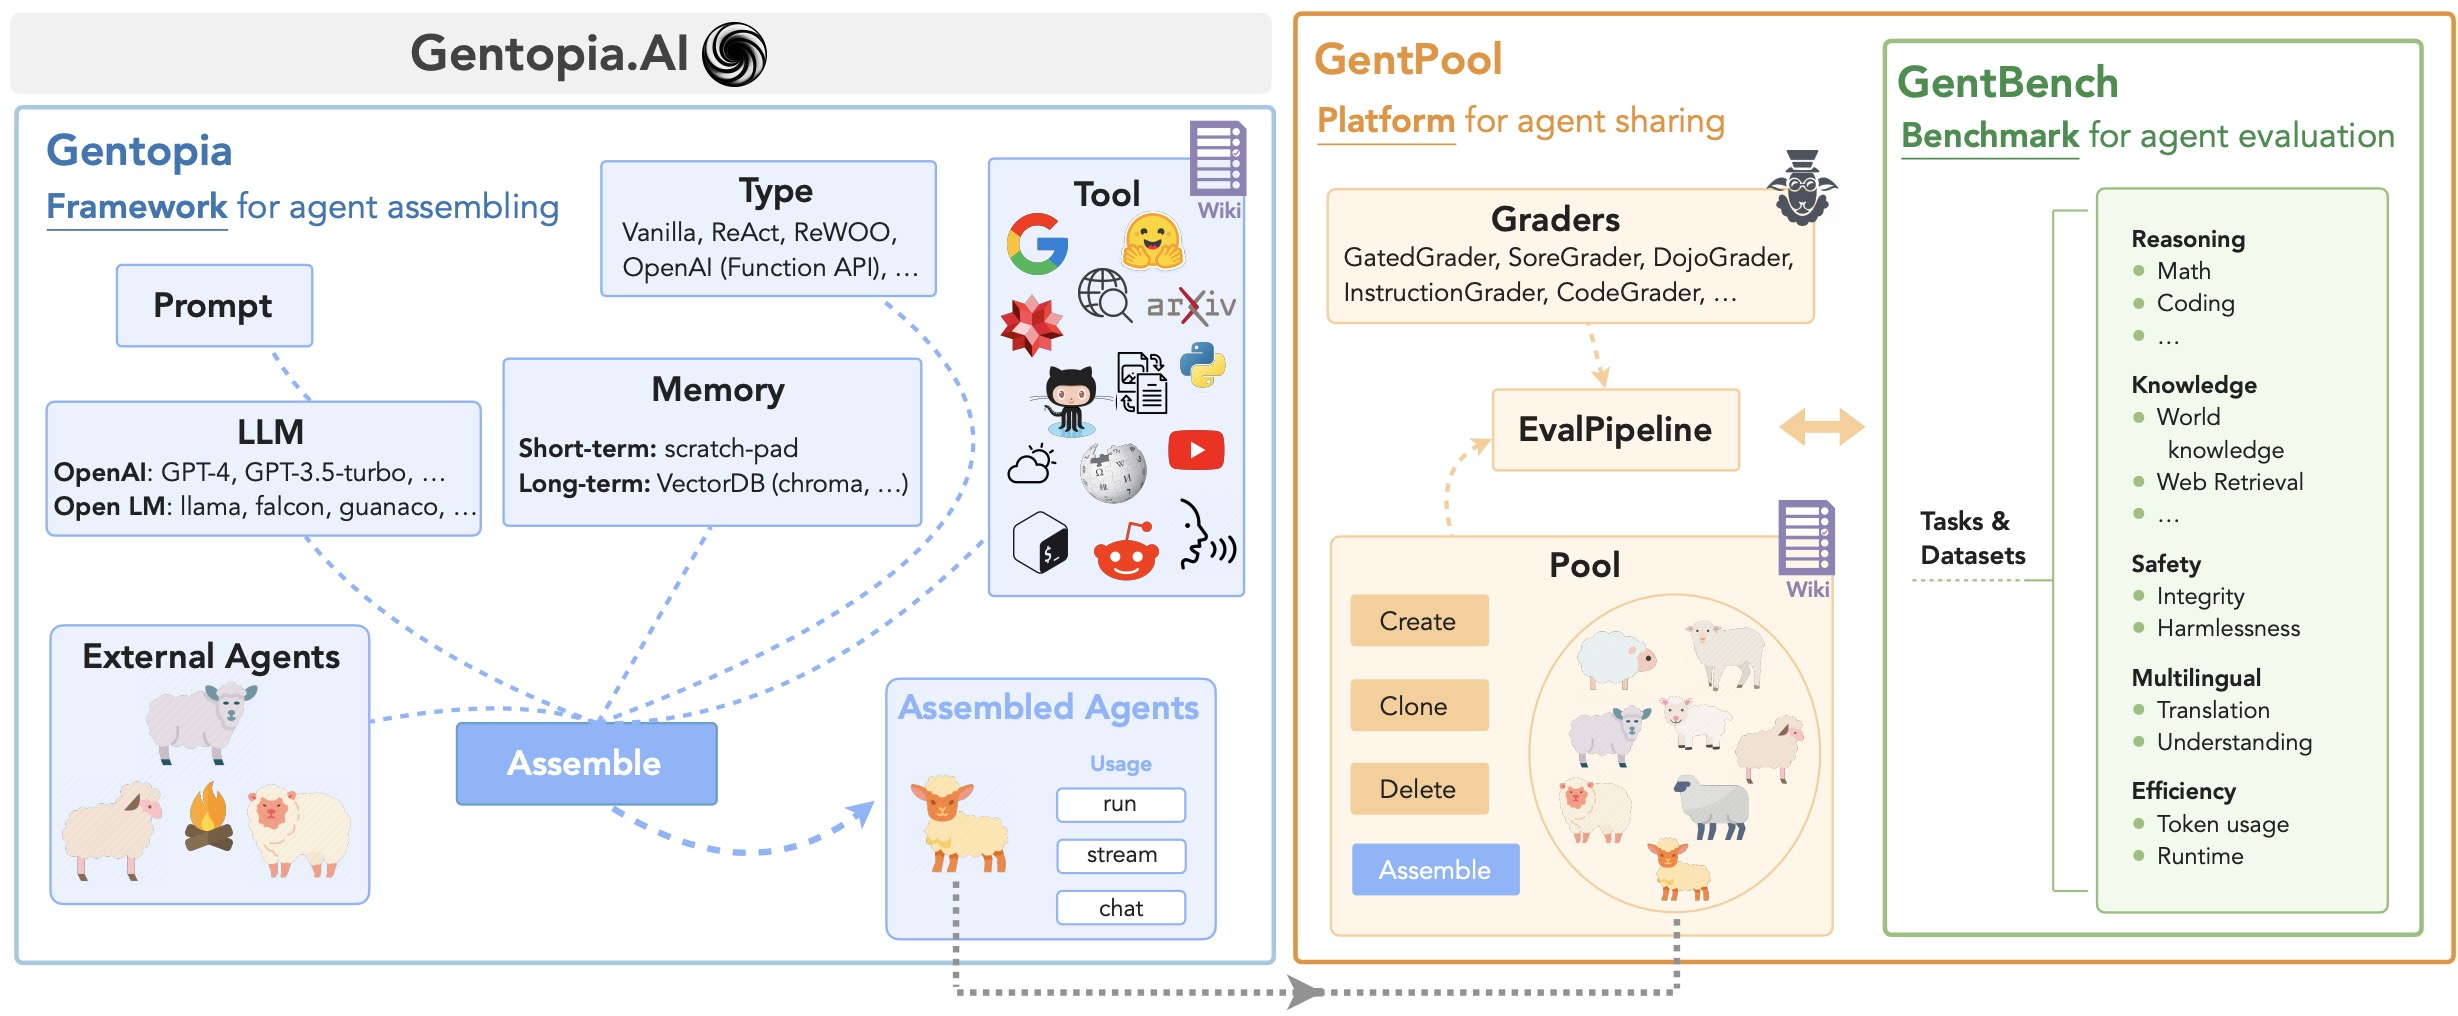 Gentopia.AI
Gentopia
Framework for agent assembling
Prompt
Type
Vanilla, ReAct, ReWOO,
OpenAI (Function API), …
Tool
Wiki
arXiv
$_
LLM
OpenAI: GPT-4, GPT-3.5-turbo, …
Open LM: llama, falcon, guanaco, …
Memory
Short-term: scratch-pad
Long-term: VectorDB (chroma, …)
External Agents
Assemble
Assembled Agents
Usage
run
stream
chat
GentPool
Platform for agent sharing
Graders
GatedGrader, SoreGrader, DojoGrader,
InstructionGrader, CodeGrader, …
EvalPipeline
Pool
Wiki
Create
Clone
Delete
Assemble
GentBench
Benchmark for agent evaluation
Tasks &
Datasets
Reasoning
Math
Coding
…
Knowledge
World
knowledge
Web Retrieval
…
Safety
Integrity
Harmlessness
Multilingual
Translation
Understanding
Efficiency
Token usage
Runtime